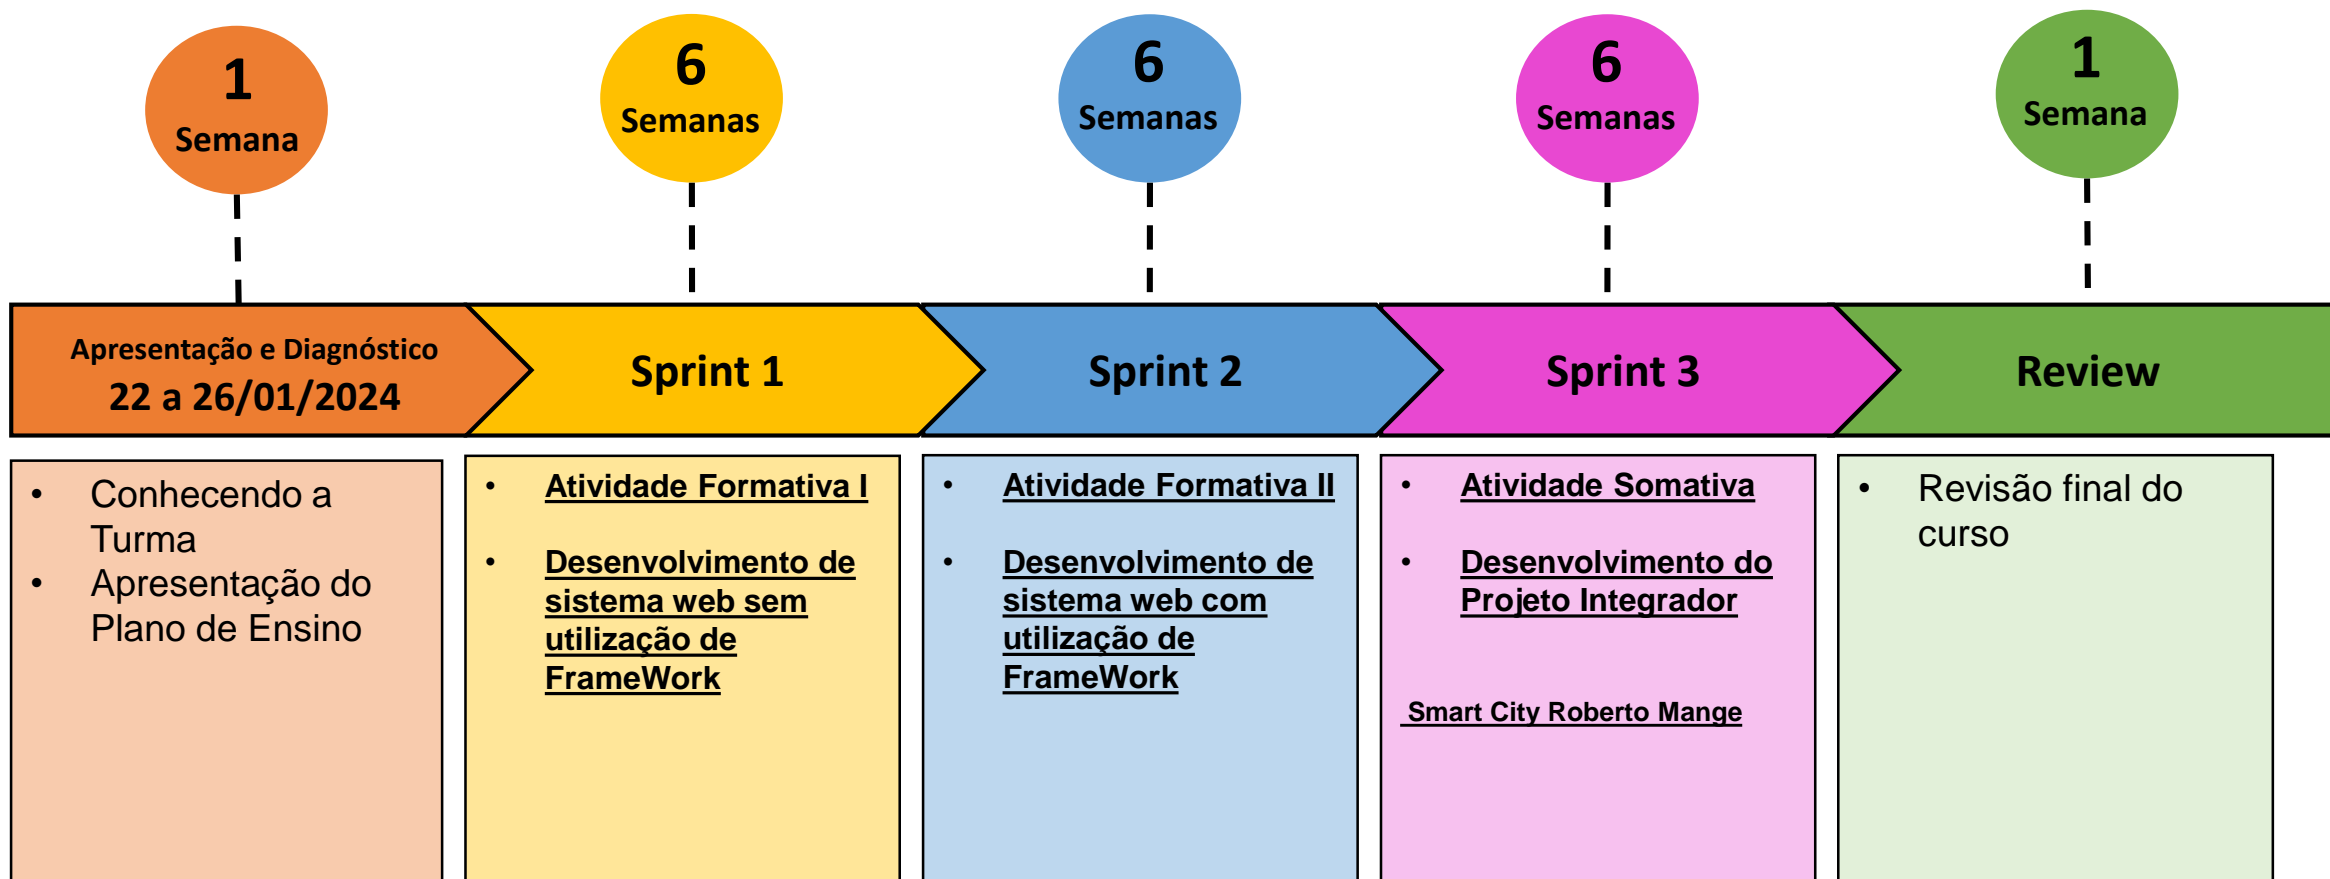 1
Semana
6
Semanas
6
Semanas
6
Semanas
1
Semana
Apresentação e Diagnóstico
22 a 26/01/2024
Sprint 1
Sprint 2
Sprint 3
Review
• Conhecendo a
Turma
• Apresentação do
Plano de Ensino
• Atividade Formativa I
• Desenvolvimento de
sistema web sem
utilização de
FrameWork
• Atividade Formativa II
• Desenvolvimento de
sistema web com
utilização de
FrameWork
• Atividade Somativa
• Desenvolvimento do
Projeto Integrador
Smart City Roberto Mange
• Revisão final do
curso